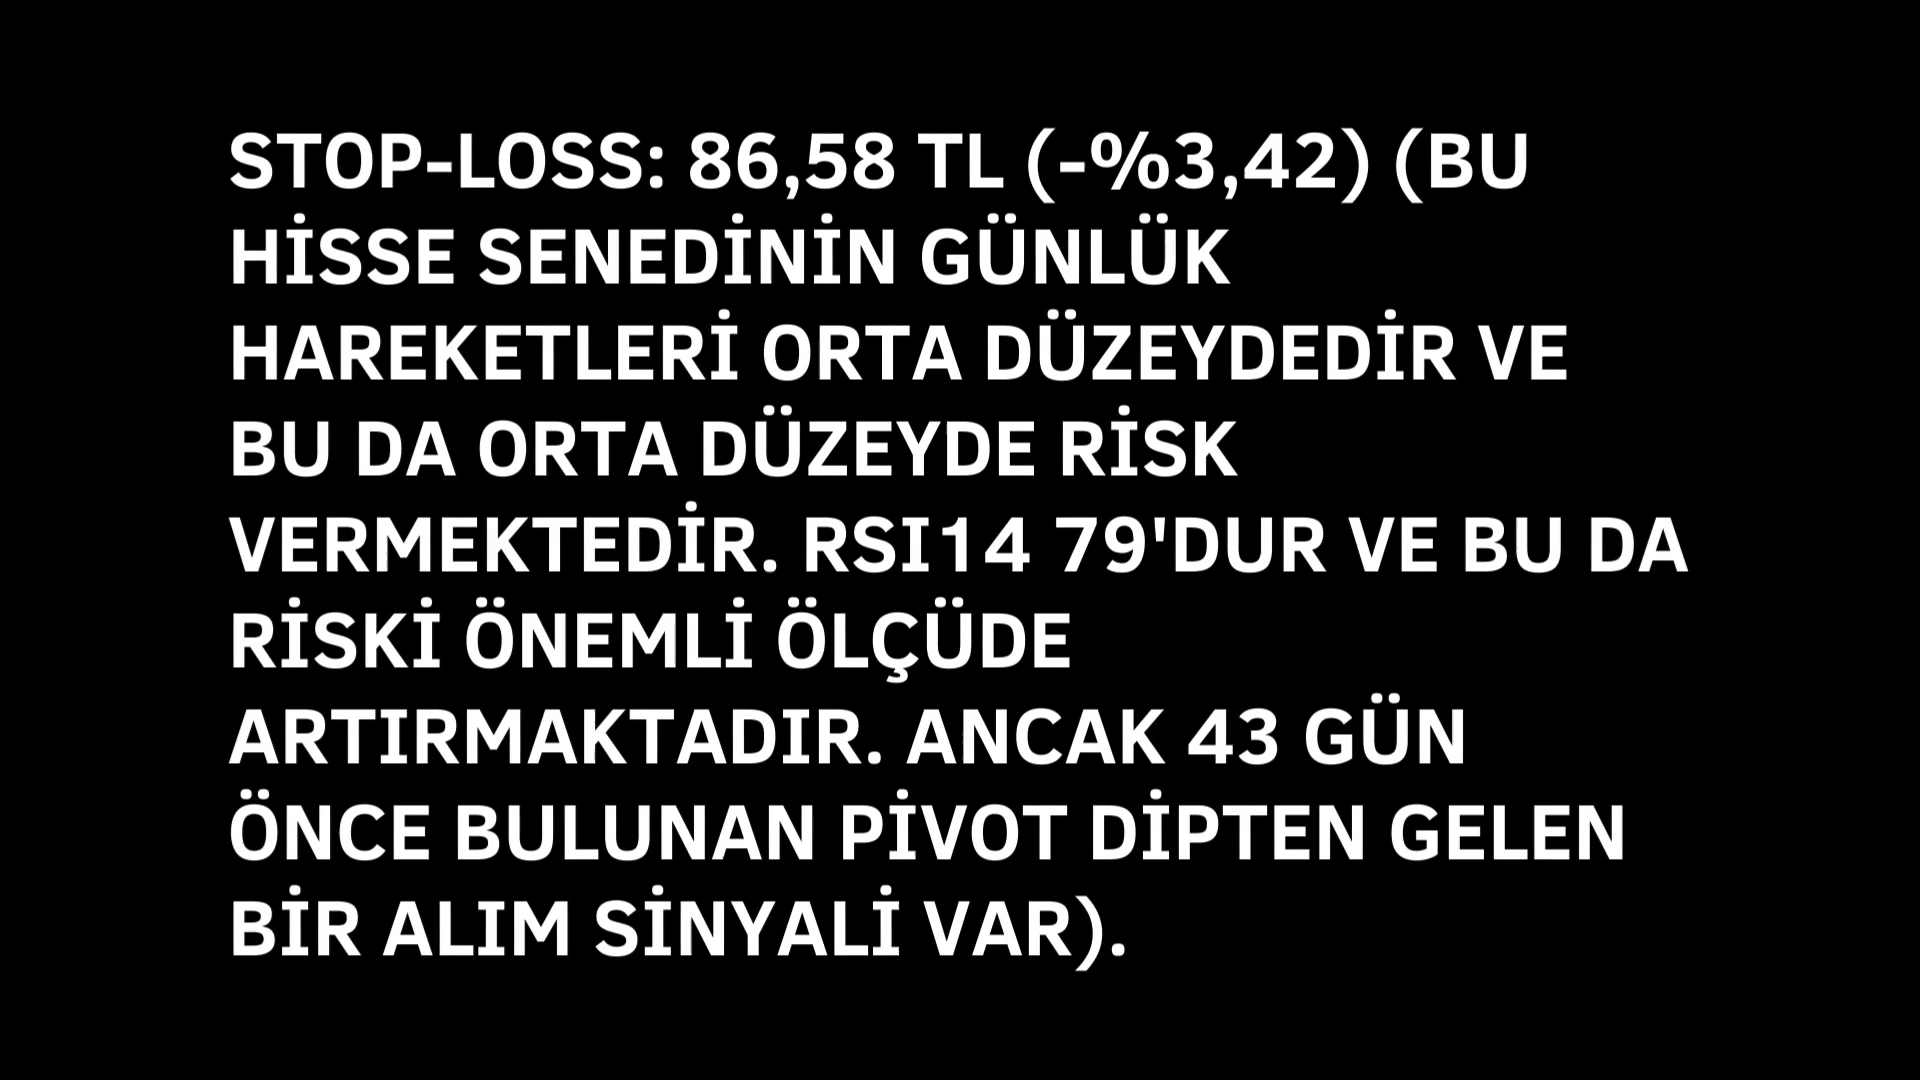 STOP-LOSS: 86,58 TL (-%3,42) (BU
HİSSE SENEDİNİN GÜNLÜK
HAREKETLERİ ORTA DÜZEYDEDİR VE
BU DA ORTA DÜZEYDE RİSK
VERMEKTEDİR. RSI14 79'DUR VE BU DA
RİSKİ ÖNEMLİ ÖLÇÜDE
ARTIRMAKTADIR. ANCAK 43 GÜN
ÖNCE BULUNAN PİVOT DİPTEN GELEN
BİR ALIM SİNYALİ VAR).